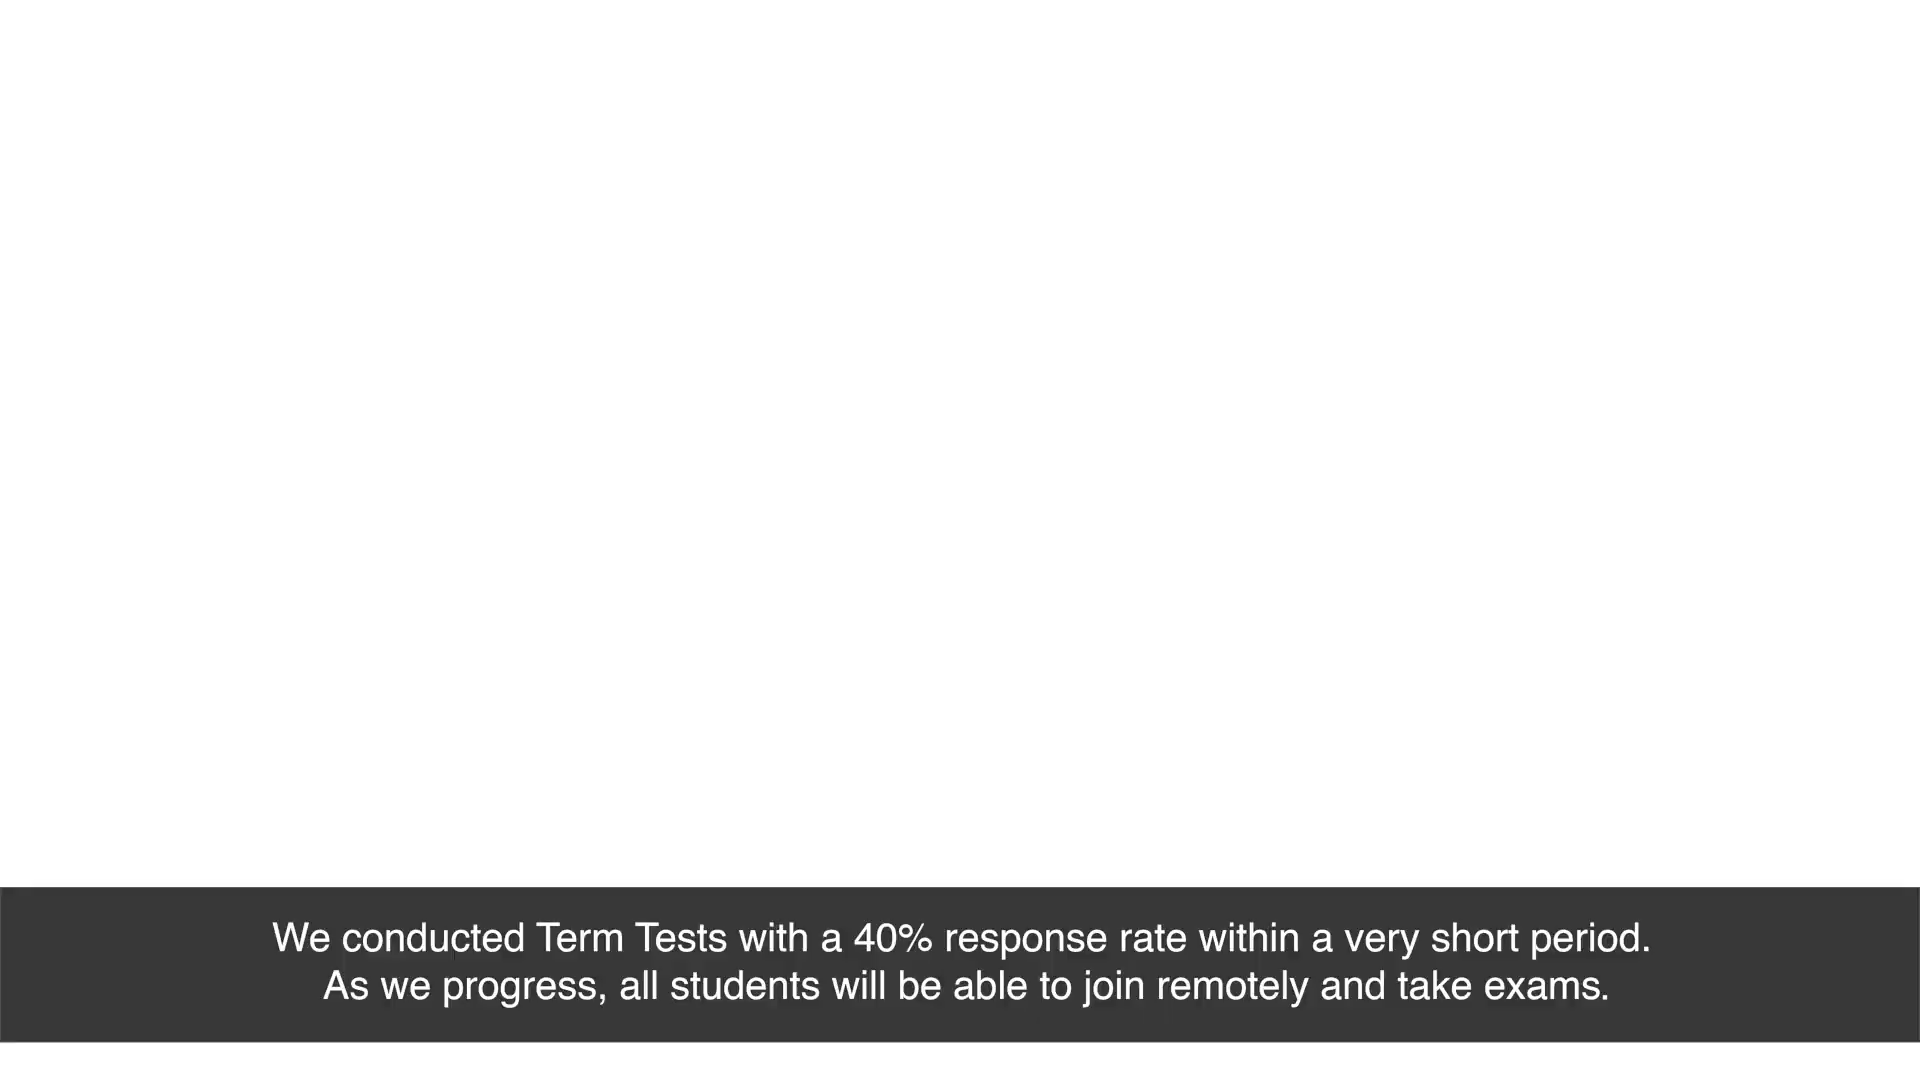 We conducted Term Tests with a 40% response rate within a very short period.
As we progress, all students will be able to join remotely and take exams.